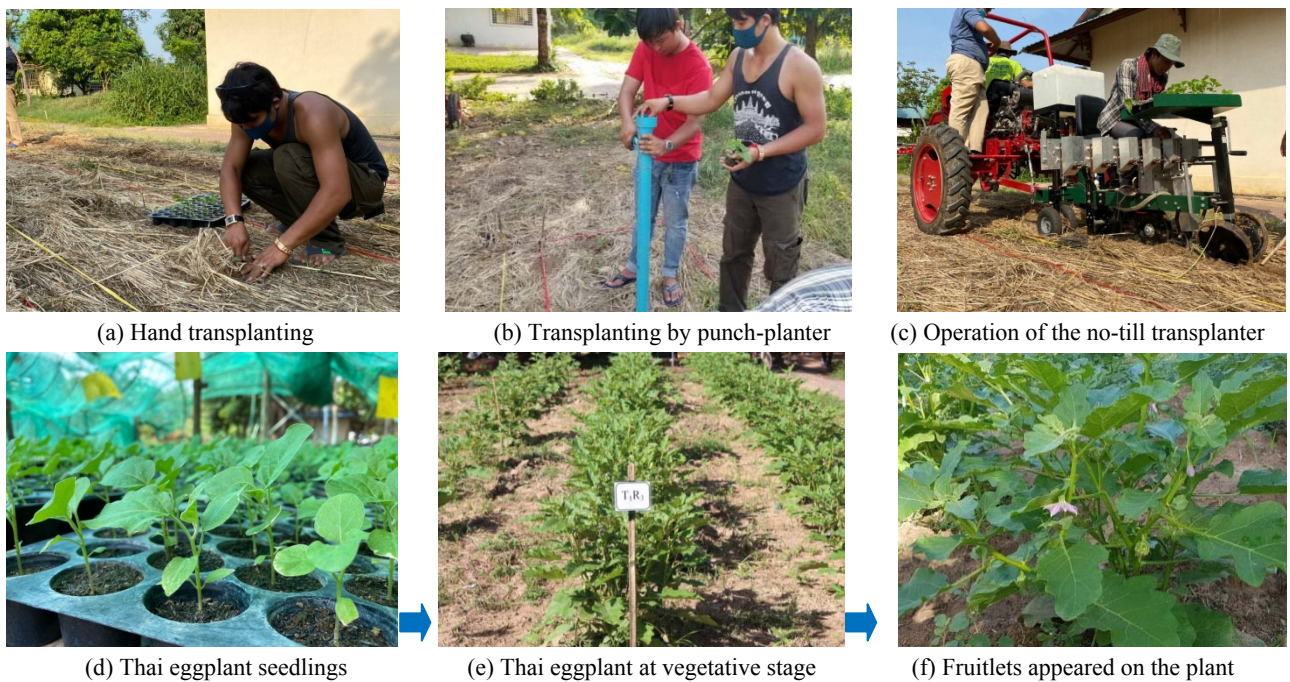 (a) Hand transplanting
(b) Transplanting by punch-planter
(c) Operation of the no-till transplanter
T₁R₃
(d) Thai eggplant seedlings
(e) Thai eggplant at vegetative stage
(f) Fruitlets appeared on the plant